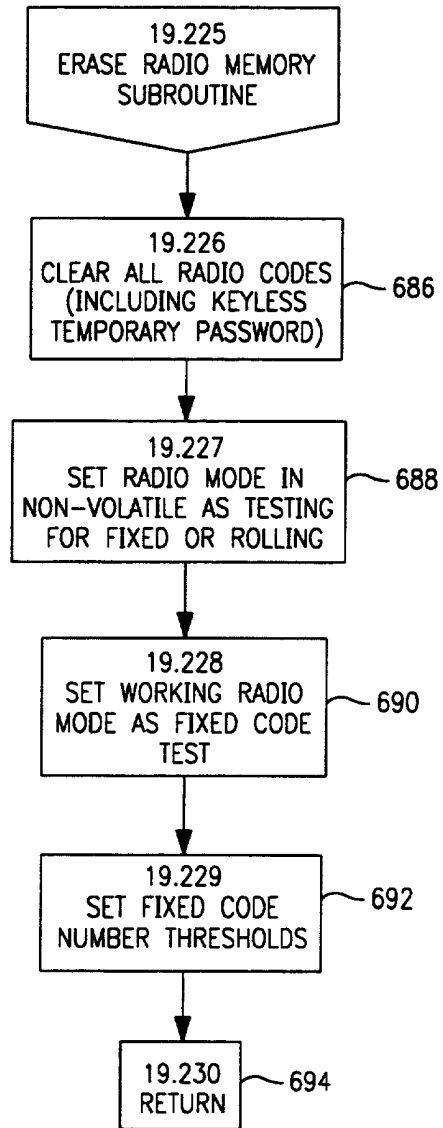 19.225
ERASE RADIO MEMORY
SUBROUTINE
19.226
CLEAR ALL RADIO CODES
(INCLUDING KEYLESS
TEMPORARY PASSWORD)
686
19.227
SET RADIO MODE IN
NON-VOLATILE AS TESTING
FOR FIXED OR ROLLING
688
19.228
SET WORKING RADIO
MODE AS FIXED CODE
TEST
690
19.229
SET FIXED CODE
NUMBER THRESHOLDS
692
19.230
RETURN
694